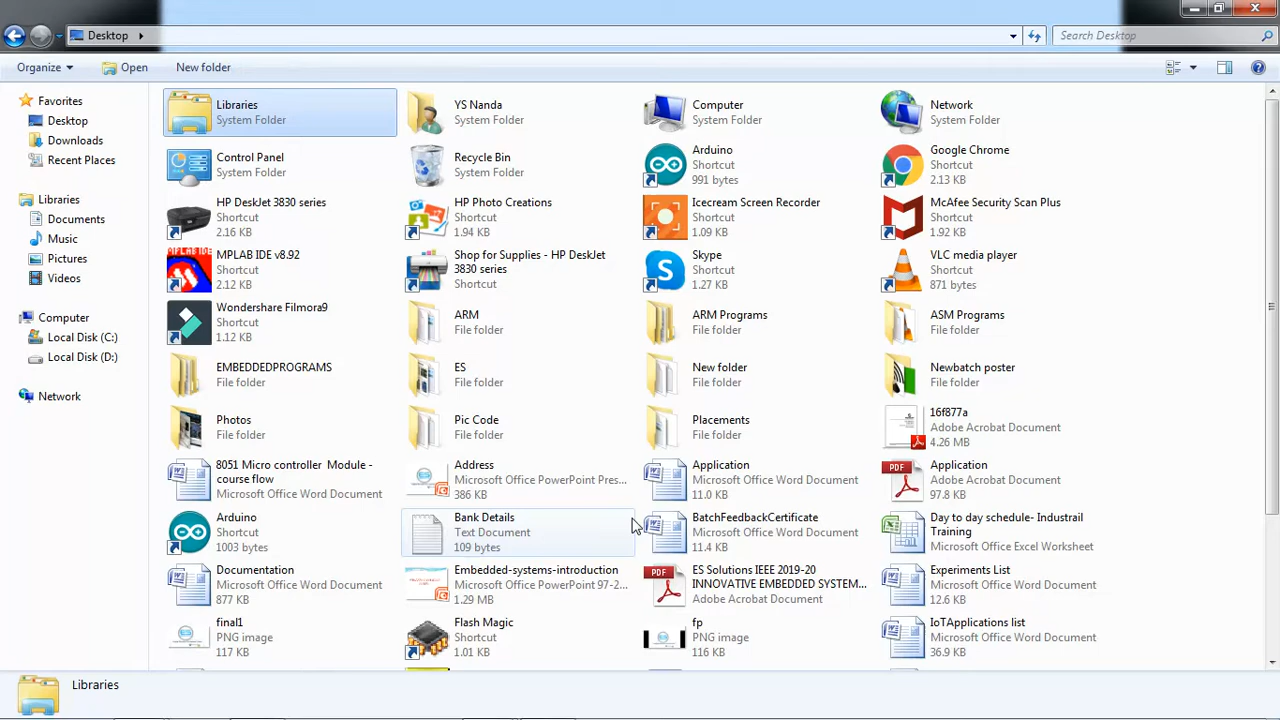 Desktop
Search Desktop
Organize
Open
New folder
Favorites
Desktop
Downloads
Recent Places
Libraries
Documents
Music
Pictures
Videos
Computer
Local Disk (C:)
Local Disk (D:)
Network
Libraries
System Folder
YS Nanda
System Folder
Computer
System Folder
Network
System Folder
Control Panel
System Folder
Recycle Bin
System Folder
Arduino
Shortcut
991 bytes
Google Chrome
Shortcut
2.13 KB
HP DeskJet 3830 series
Shortcut
2.16 KB
HP Photo Creations
Shortcut
1.94 KB
Icecream Screen Recorder
Shortcut
1.09 KB
McAfee Security Scan Plus
Shortcut
1.92 KB
MPLAB IDE
MPLAB IDE v8.92
Shortcut
2.12 KB
Shop for Supplies - HP DeskJet
3830 series
Shortcut
Skype
Shortcut
1.27 KB
VLC media player
Shortcut
871 bytes
Wondershare Filmora9
Shortcut
1.12 KB
ARM
File folder
ARM Programs
File folder
ASM Programs
File folder
EMBEDDEDPROGRAMS
File folder
ES
File folder
New folder
File folder
Newbatch poster
File folder
Photos
File folder
Pic Code
File folder
Placements
File folder
16f877a
Adobe Acrobat Document
4.26 MB
8051 Micro controller Module -
course flow
Microsoft Office Word Document
Address
Microsoft Office PowerPoint Pres...
386 KB
Application
Microsoft Office Word Document
11.0 KB
PDF
Application
Adobe Acrobat Document
97.8 KB
Arduino
Shortcut
1003 bytes
Bank Details
Text Document
109 bytes
BatchFeedbackCertificate
Microsoft Office Word Document
11.4 KB
Day to day schedule- Industrail
Training
Microsoft Office Excel Worksheet
Documentation
Microsoft Office Word Document
877 KB
Embedded-systems-introduction
Microsoft Office PowerPoint 97-2...
1.29 MB
PDF
ES Solutions IEEE 2019-20
INNOVATIVE EMBEDDED SYSTEM...
Adobe Acrobat Document
Experiments List
Microsoft Office Word Document
12.6 KB
final1
PNG image
117 KB
Flash Magic
Shortcut
1.01 KB
fp
PNG image
116 KB
IoTApplications list
Microsoft Office Word Document
36.9 KB
Libraries